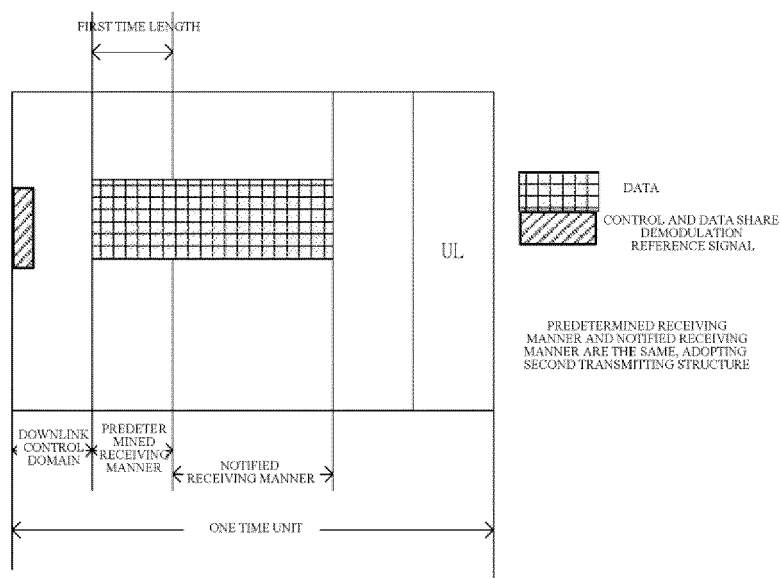 FIRST TIME LENGTH
DATA
CONTROL AND DATA SHARE
DEMODULATION
REFERENCE SIGNAL
UL
PREDETERMINED RECEIVING
MANNER AND NOTIFIED RECEIVING
MANNER ARE THE SAME, ADOPTING
SECOND TRANSMITTING STRUCTURE
DOWNLINK
CONTROL
DOMAIN
PREDETER
MINED
RECEIVING
MANNER
NOTIFIED
RECEIVING MANNER
ONE TIME UNIT